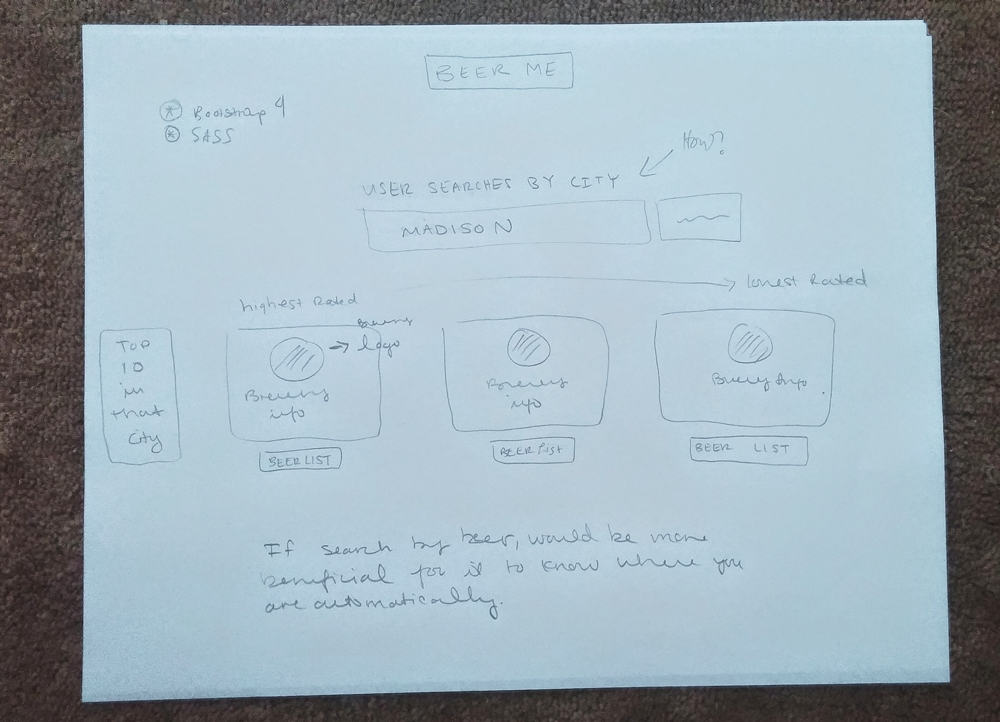 BEER ME
Bootstrap 4
SASS
How?
USER SEARCHES BY CITY
MADISON
highest Rated
lowest Rated
TOP
10
in
that
City
Brewery
logo
Brewery
info
BEER LIST
Brewery
info
BEER LIST
Brewery Info
BEER LIST
If search by beer, would be more
beneficial for it to know where you
are automatically.